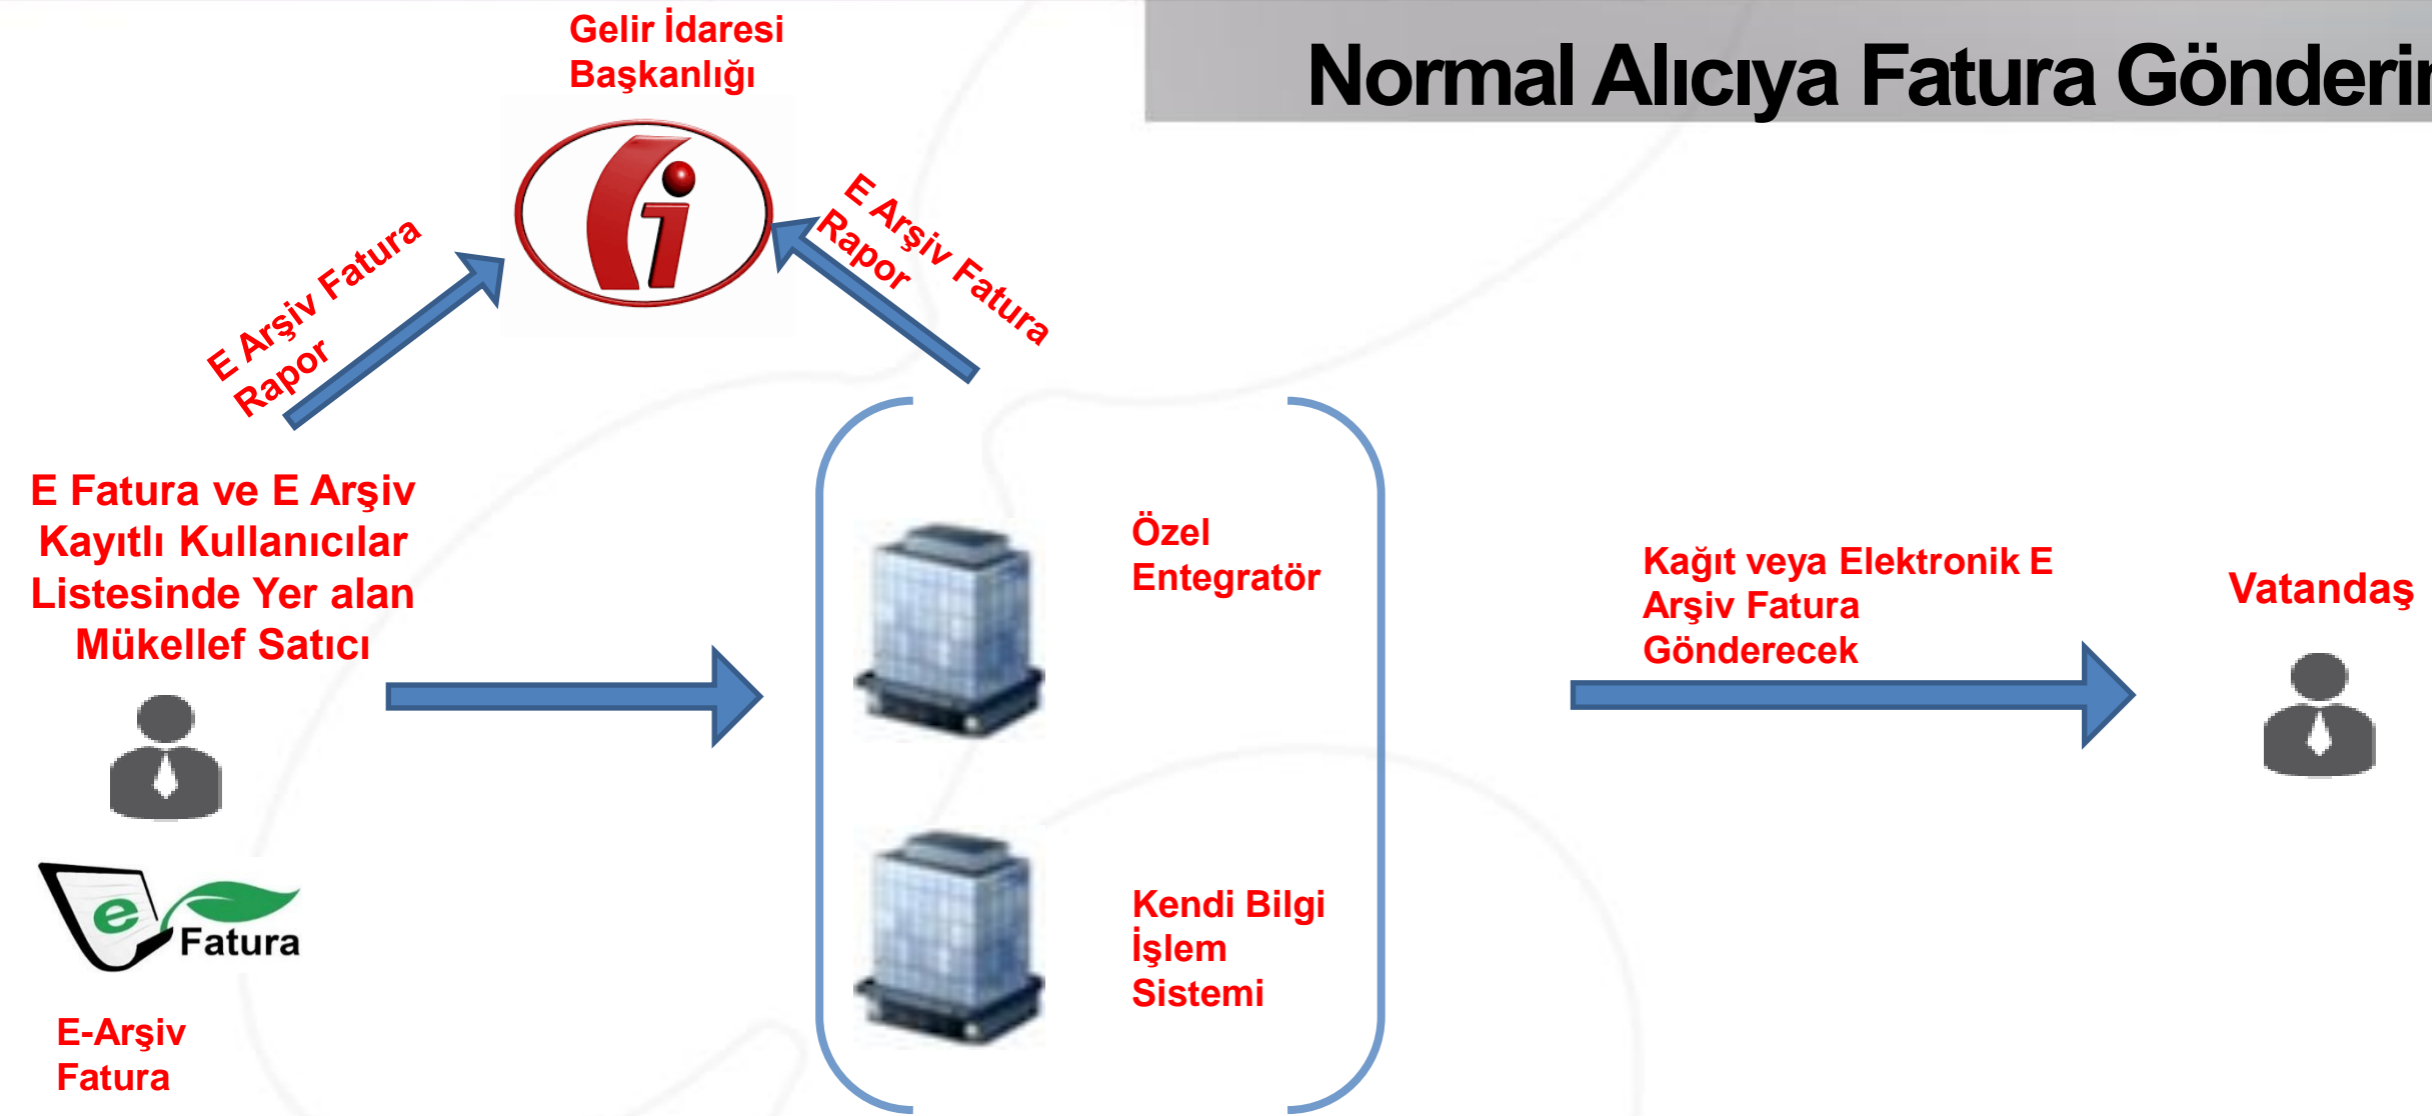 Gelir İdaresi
Başkanlığı
Normal Alıcıya Fatura
E Arşiv Fatura
Rapor
E Arşiv Fatura
Rapor
E Fatura ve E Arşiv
Kayıtlı Kullanıcılar
Listesinde Yer alan
Mükellef Satıcı
Özel
Entegratör
Kağıt veya Elektronik E
Arşiv Fatura
Gönderecek
Vatandaş
e
Fatura
Kendi Bilgi
İşlem
Sistemi
E-Arşiv
Fatura